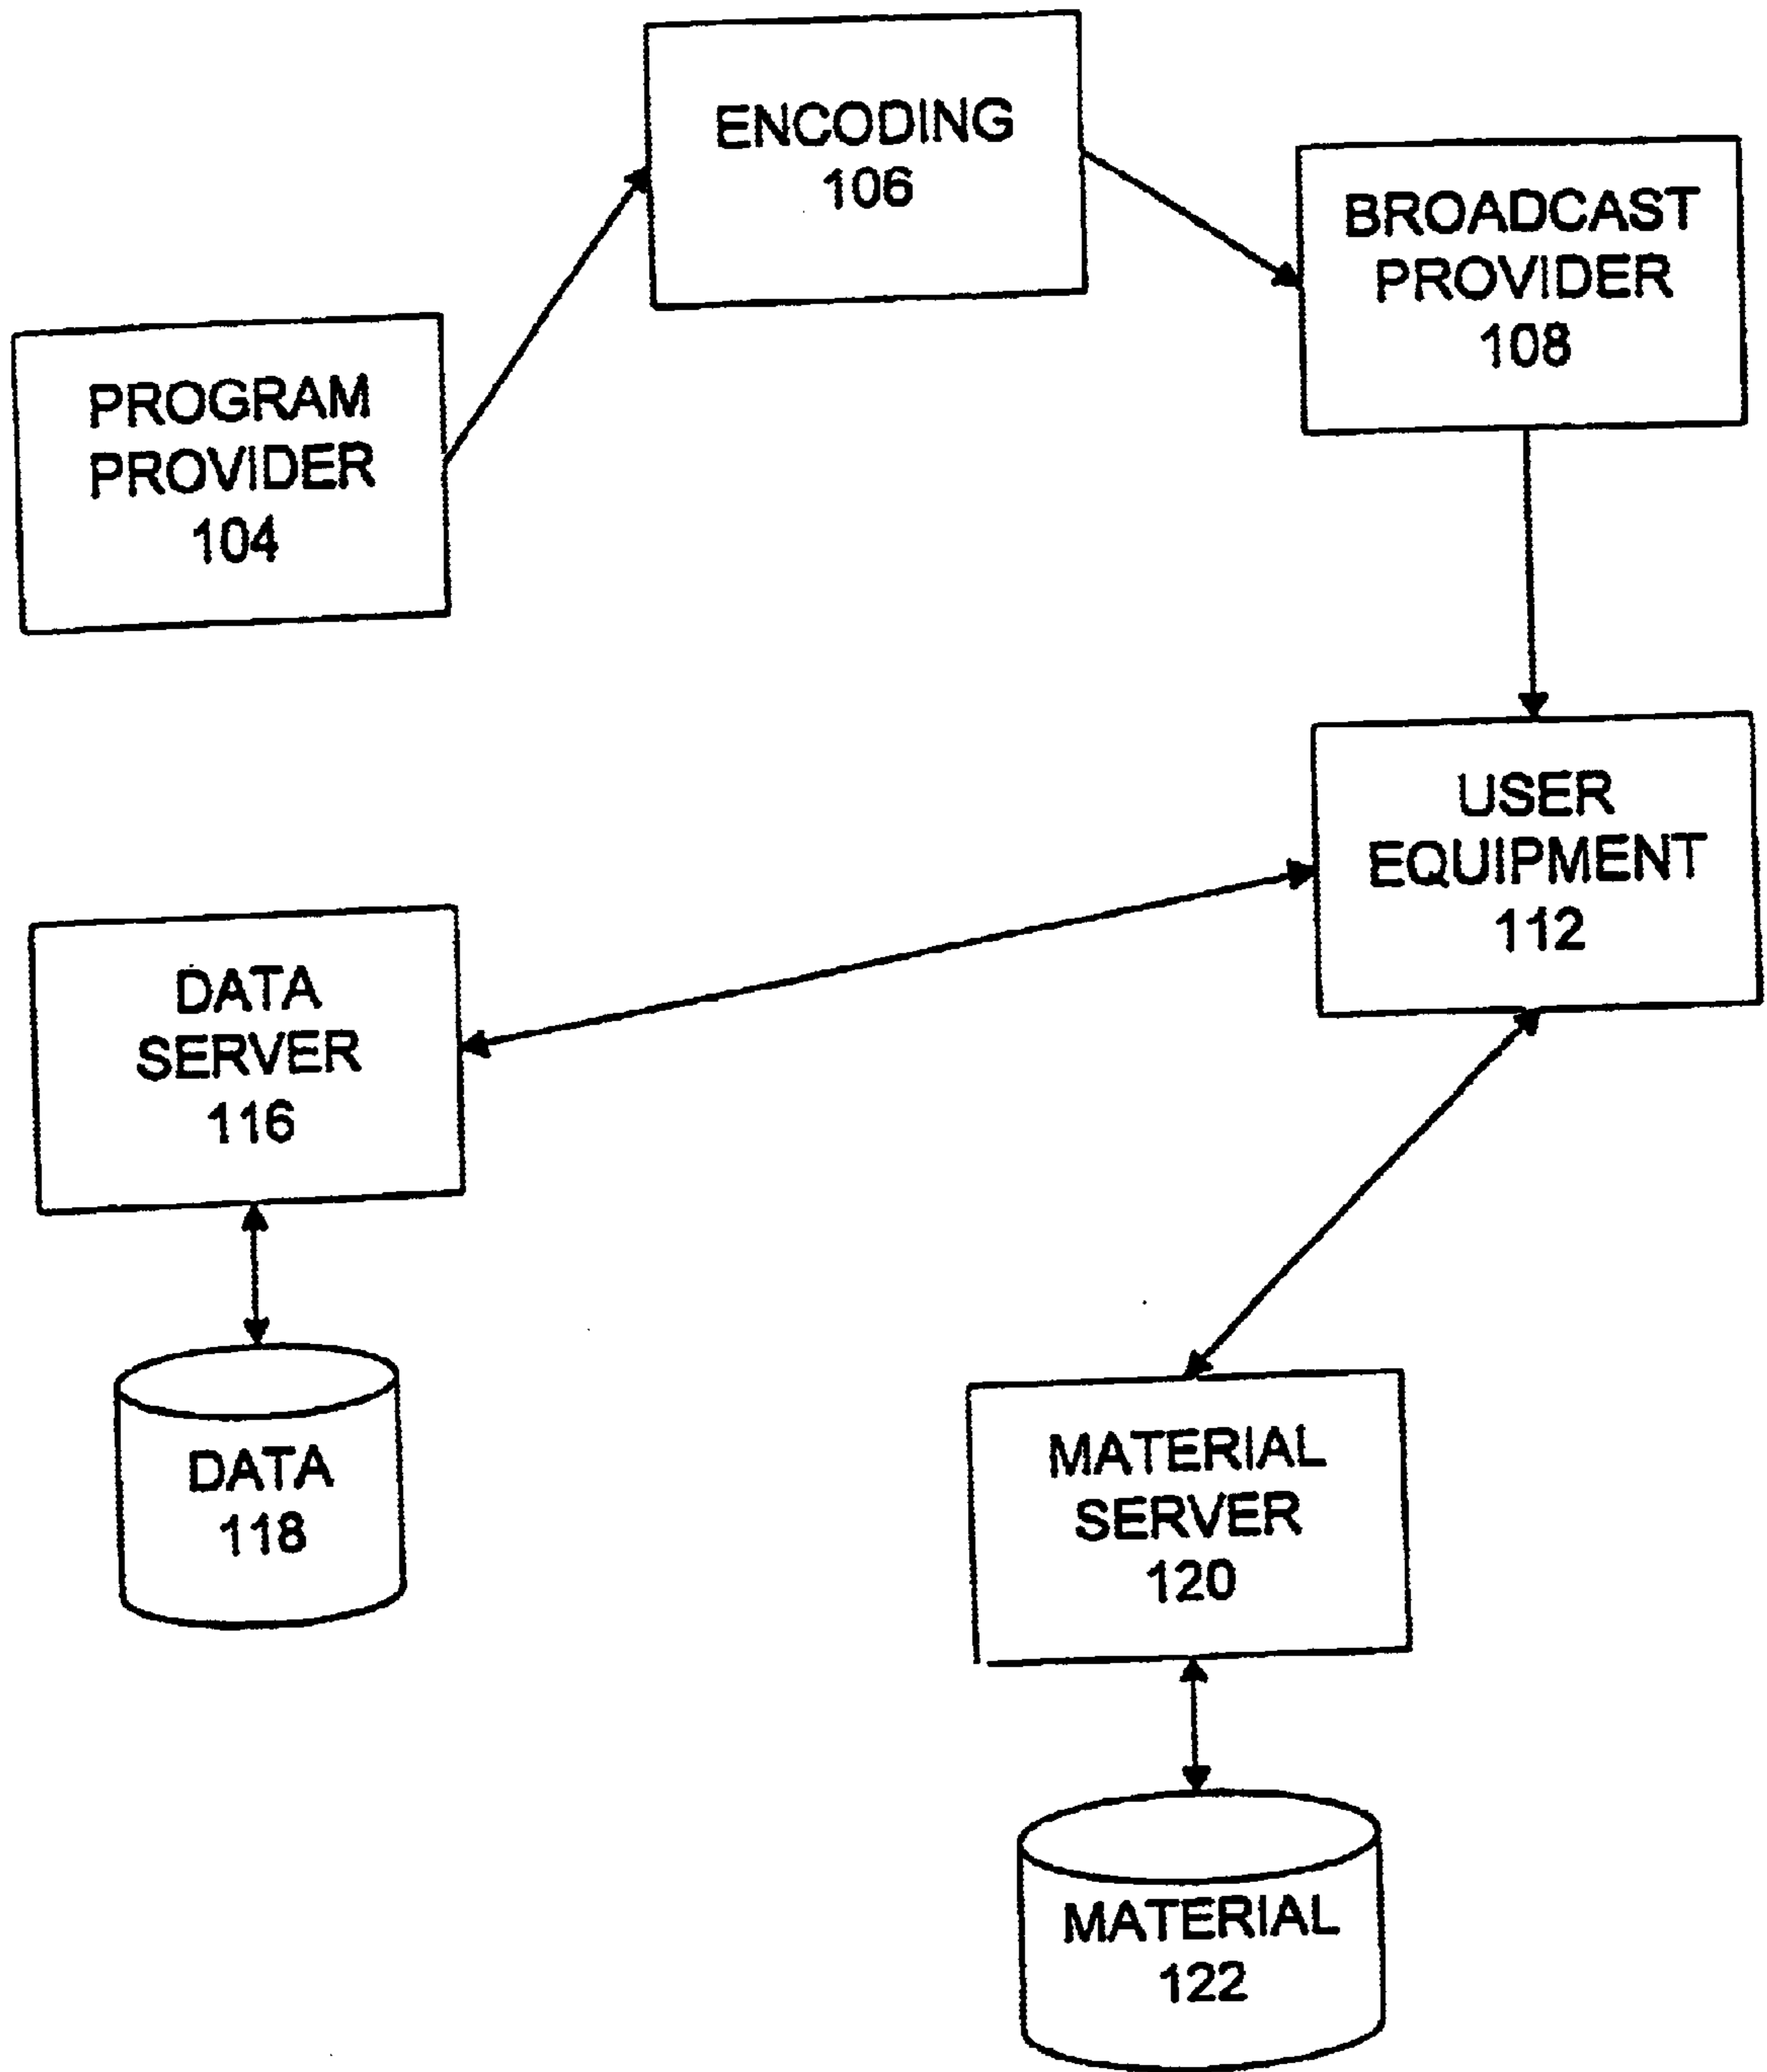 ENCODING
106
BROADCAST
PROVIDER
108
PROGRAM
PROVIDER
104
USER
EQUIPMENT
112
DATA
SERVER
116
DATA
118
MATERIAL
SERVER
120
MATERIAL
122